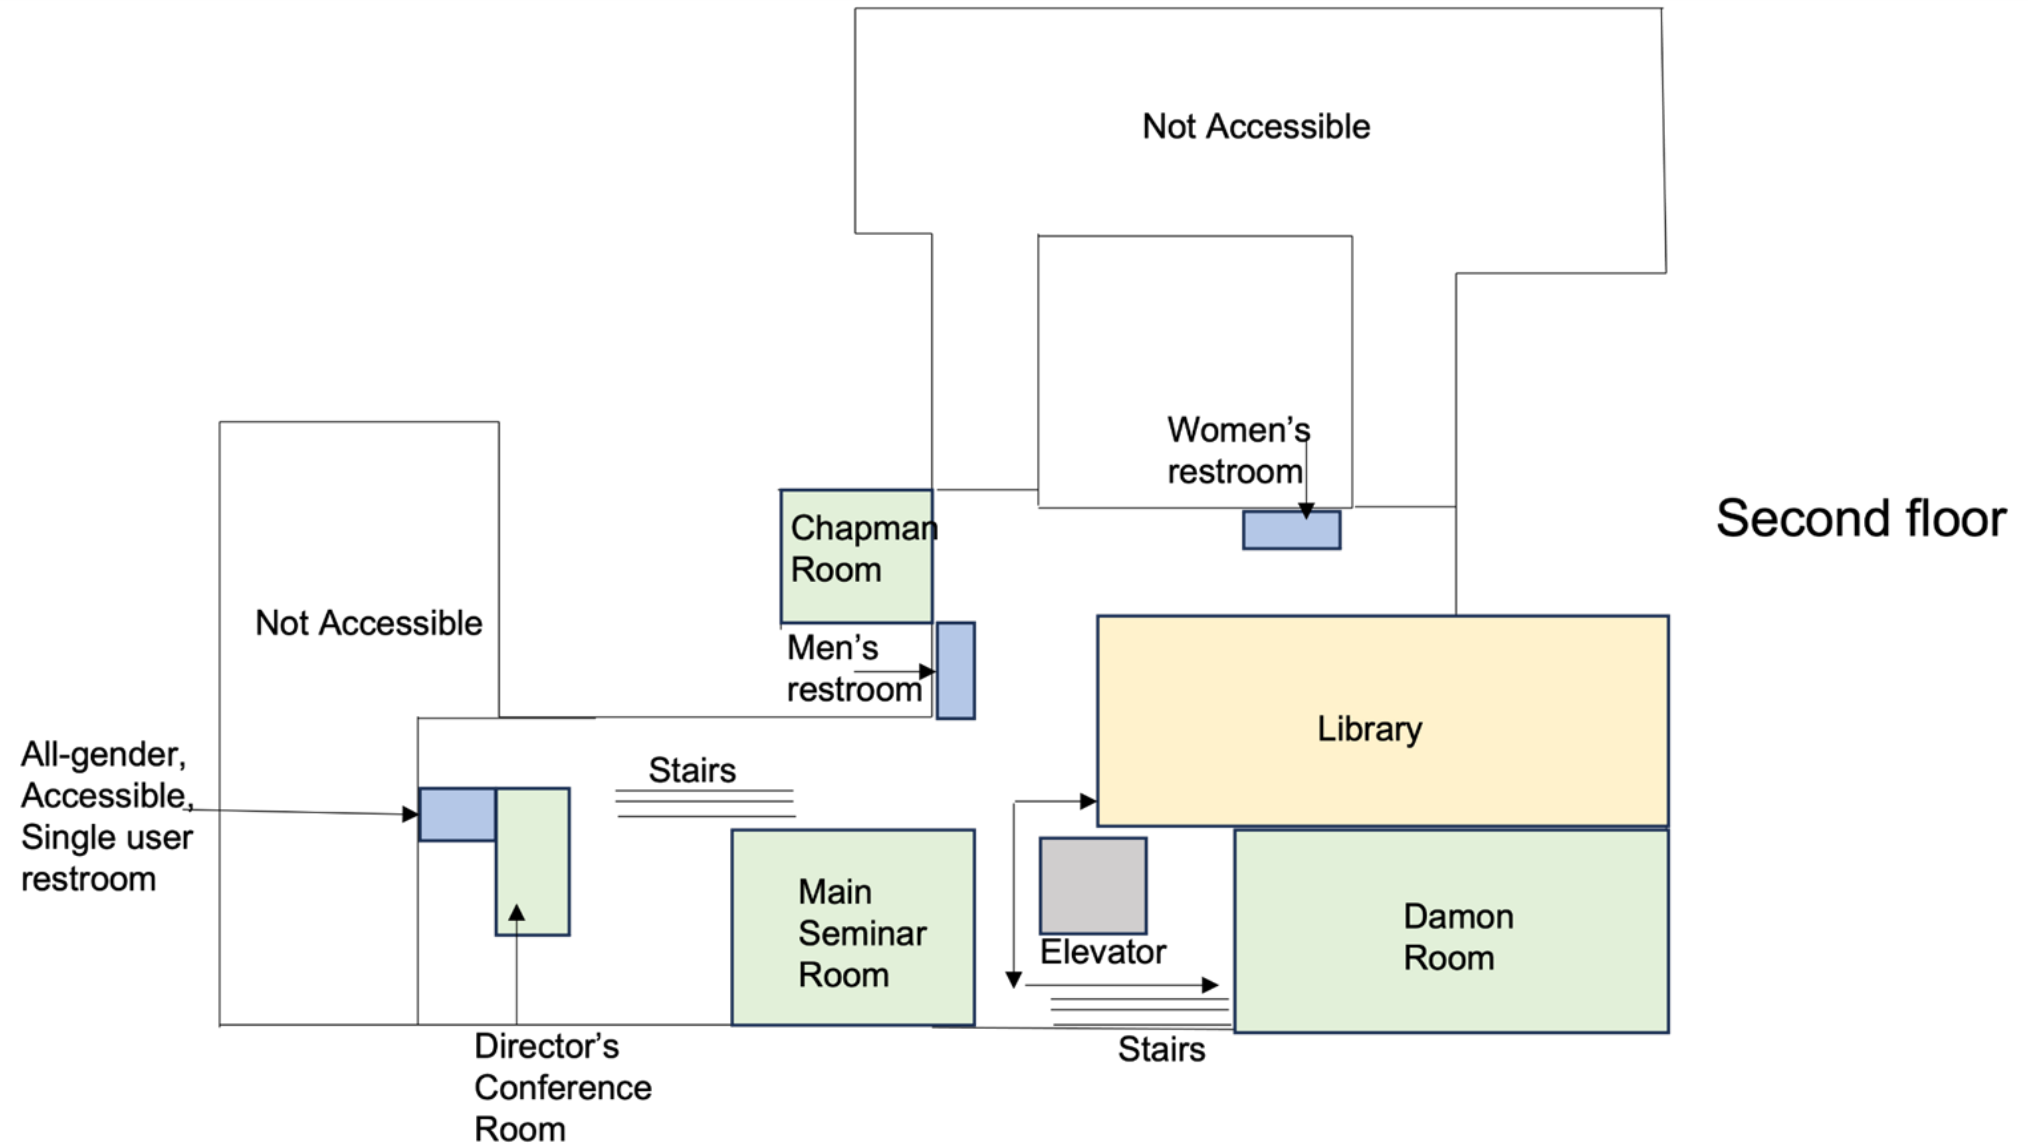 Not Accessible
Women's
restroom
Second floor
Chapman
Room
Not Accessible
Men's
restroom
Library
All-gender,
Accessible,
Single user
restroom
Stairs
Main
Seminar
Room
Elevator
Damon
Room
Stairs
Director's
Conference
Room